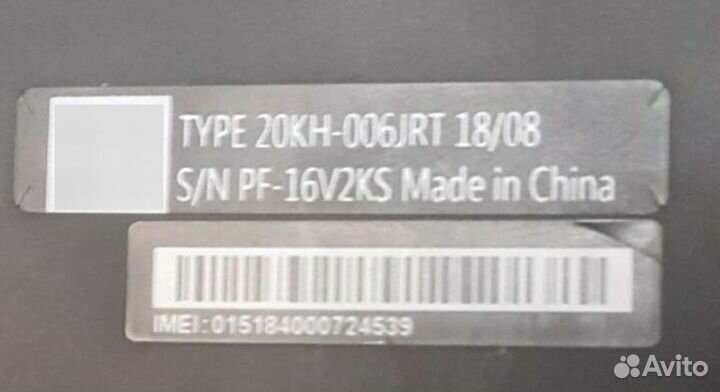 TYPE 20KH-006JRT 18/08
S/N PF-16V2KS Made in China
IMEI: 015184000724539
Avito